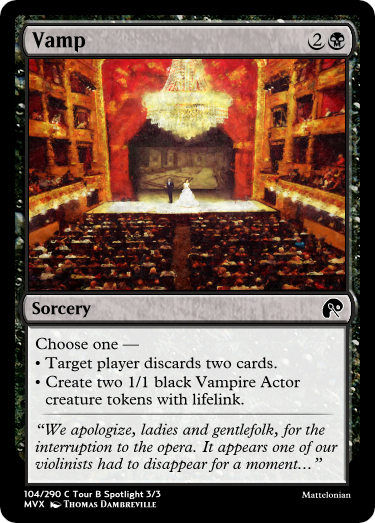 Vamp 2
Sorcery
Choose one —
• Target player discards two cards.
• Create two 1/1 black Vampire Actor
creature tokens with lifelink.
“We apologize, ladies and gentlefolk, for the
interruption to the opera. It appears one of our
violinists had to disappear for a moment…”
104/290 C Tour B Spotlight 3/3
MVX Thomas Dambreville
Mattelonian